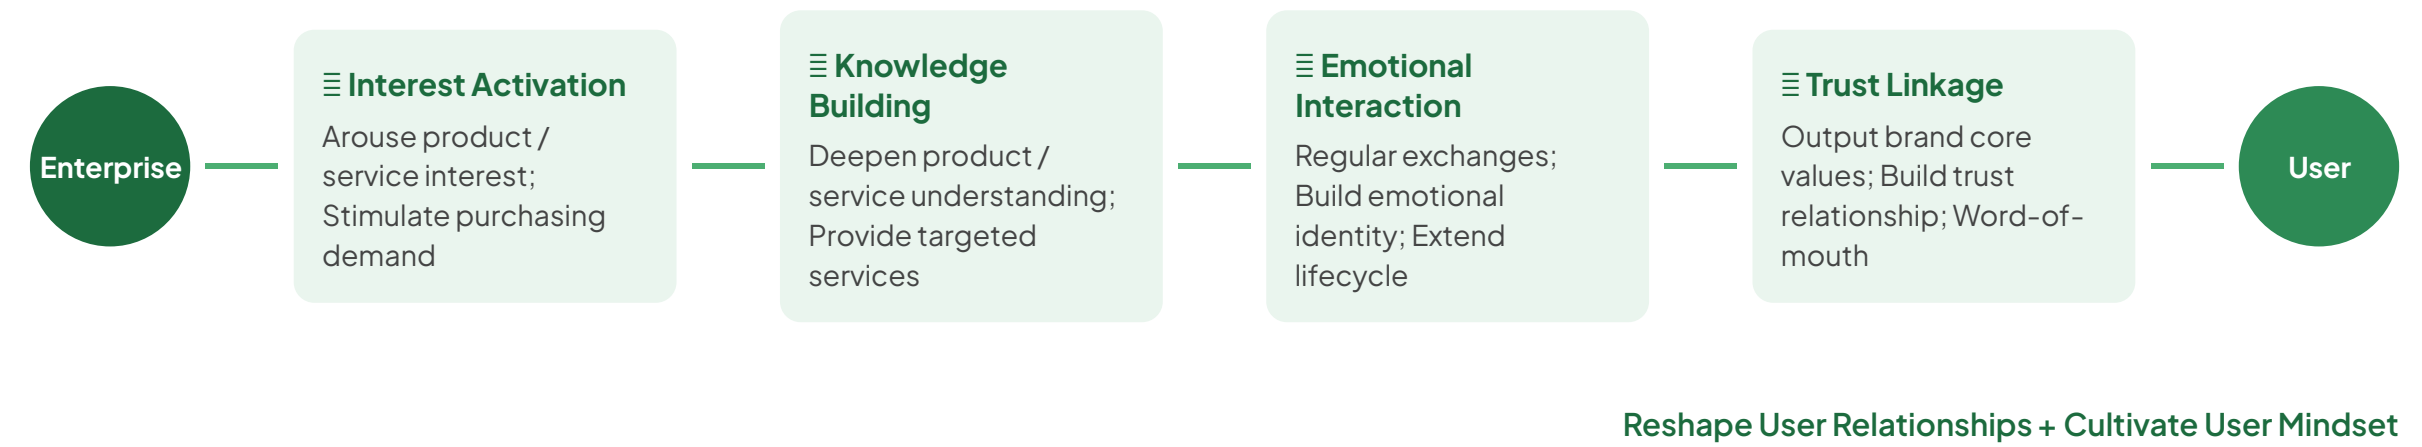 Enterprise
☰ Interest Activation
Arouse product /
service interest;
Stimulate purchasing
demand
☰ Knowledge
Building
Deepen product /
service understanding;
Provide targeted
services
☰ Emotional
Interaction
Regular exchanges;
Build emotional
identity; Extend
lifecycle
☰ Trust Linkage
Output brand core
values; Build trust
relationship; Word-of-
mouth
User
Reshape User Relationships + Cultivate User Mindset